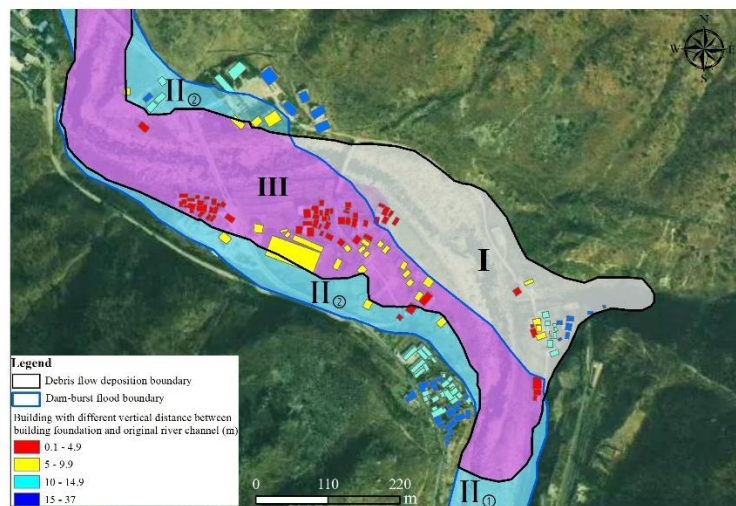 N
W E
S
II②
III
I
II②
Legend
Debris flow deposition boundary
Dam-burst flood boundary
Building with different vertical distance between
building foundation and original river channel (m)
0.1 - 4.9
5 - 9.9
10 - 14.9
15 - 37
0 110 220
m
II①